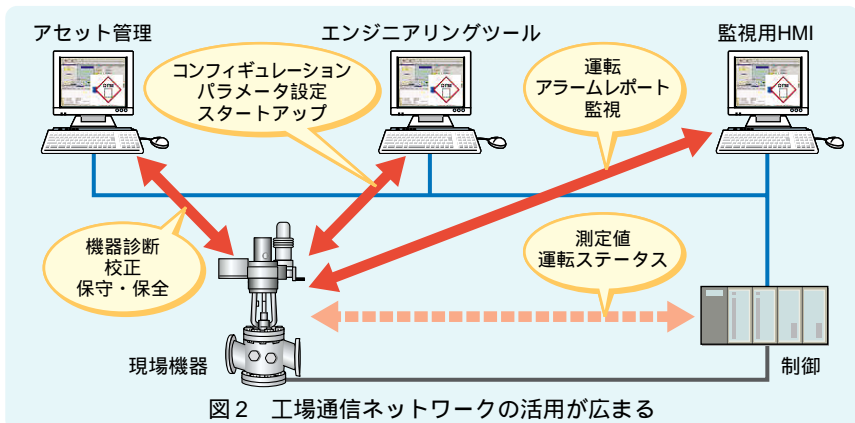 アセット管理
エンジニアリングツール
監視用HMI
コンフィギュレーション
パラメータ設定
スタートアップ
運転
アラームレポート
監視
機器診断
校正
保守・保全
測定値
運転ステータス
現場機器
制御
図2 工場通信ネットワークの活用が広まる